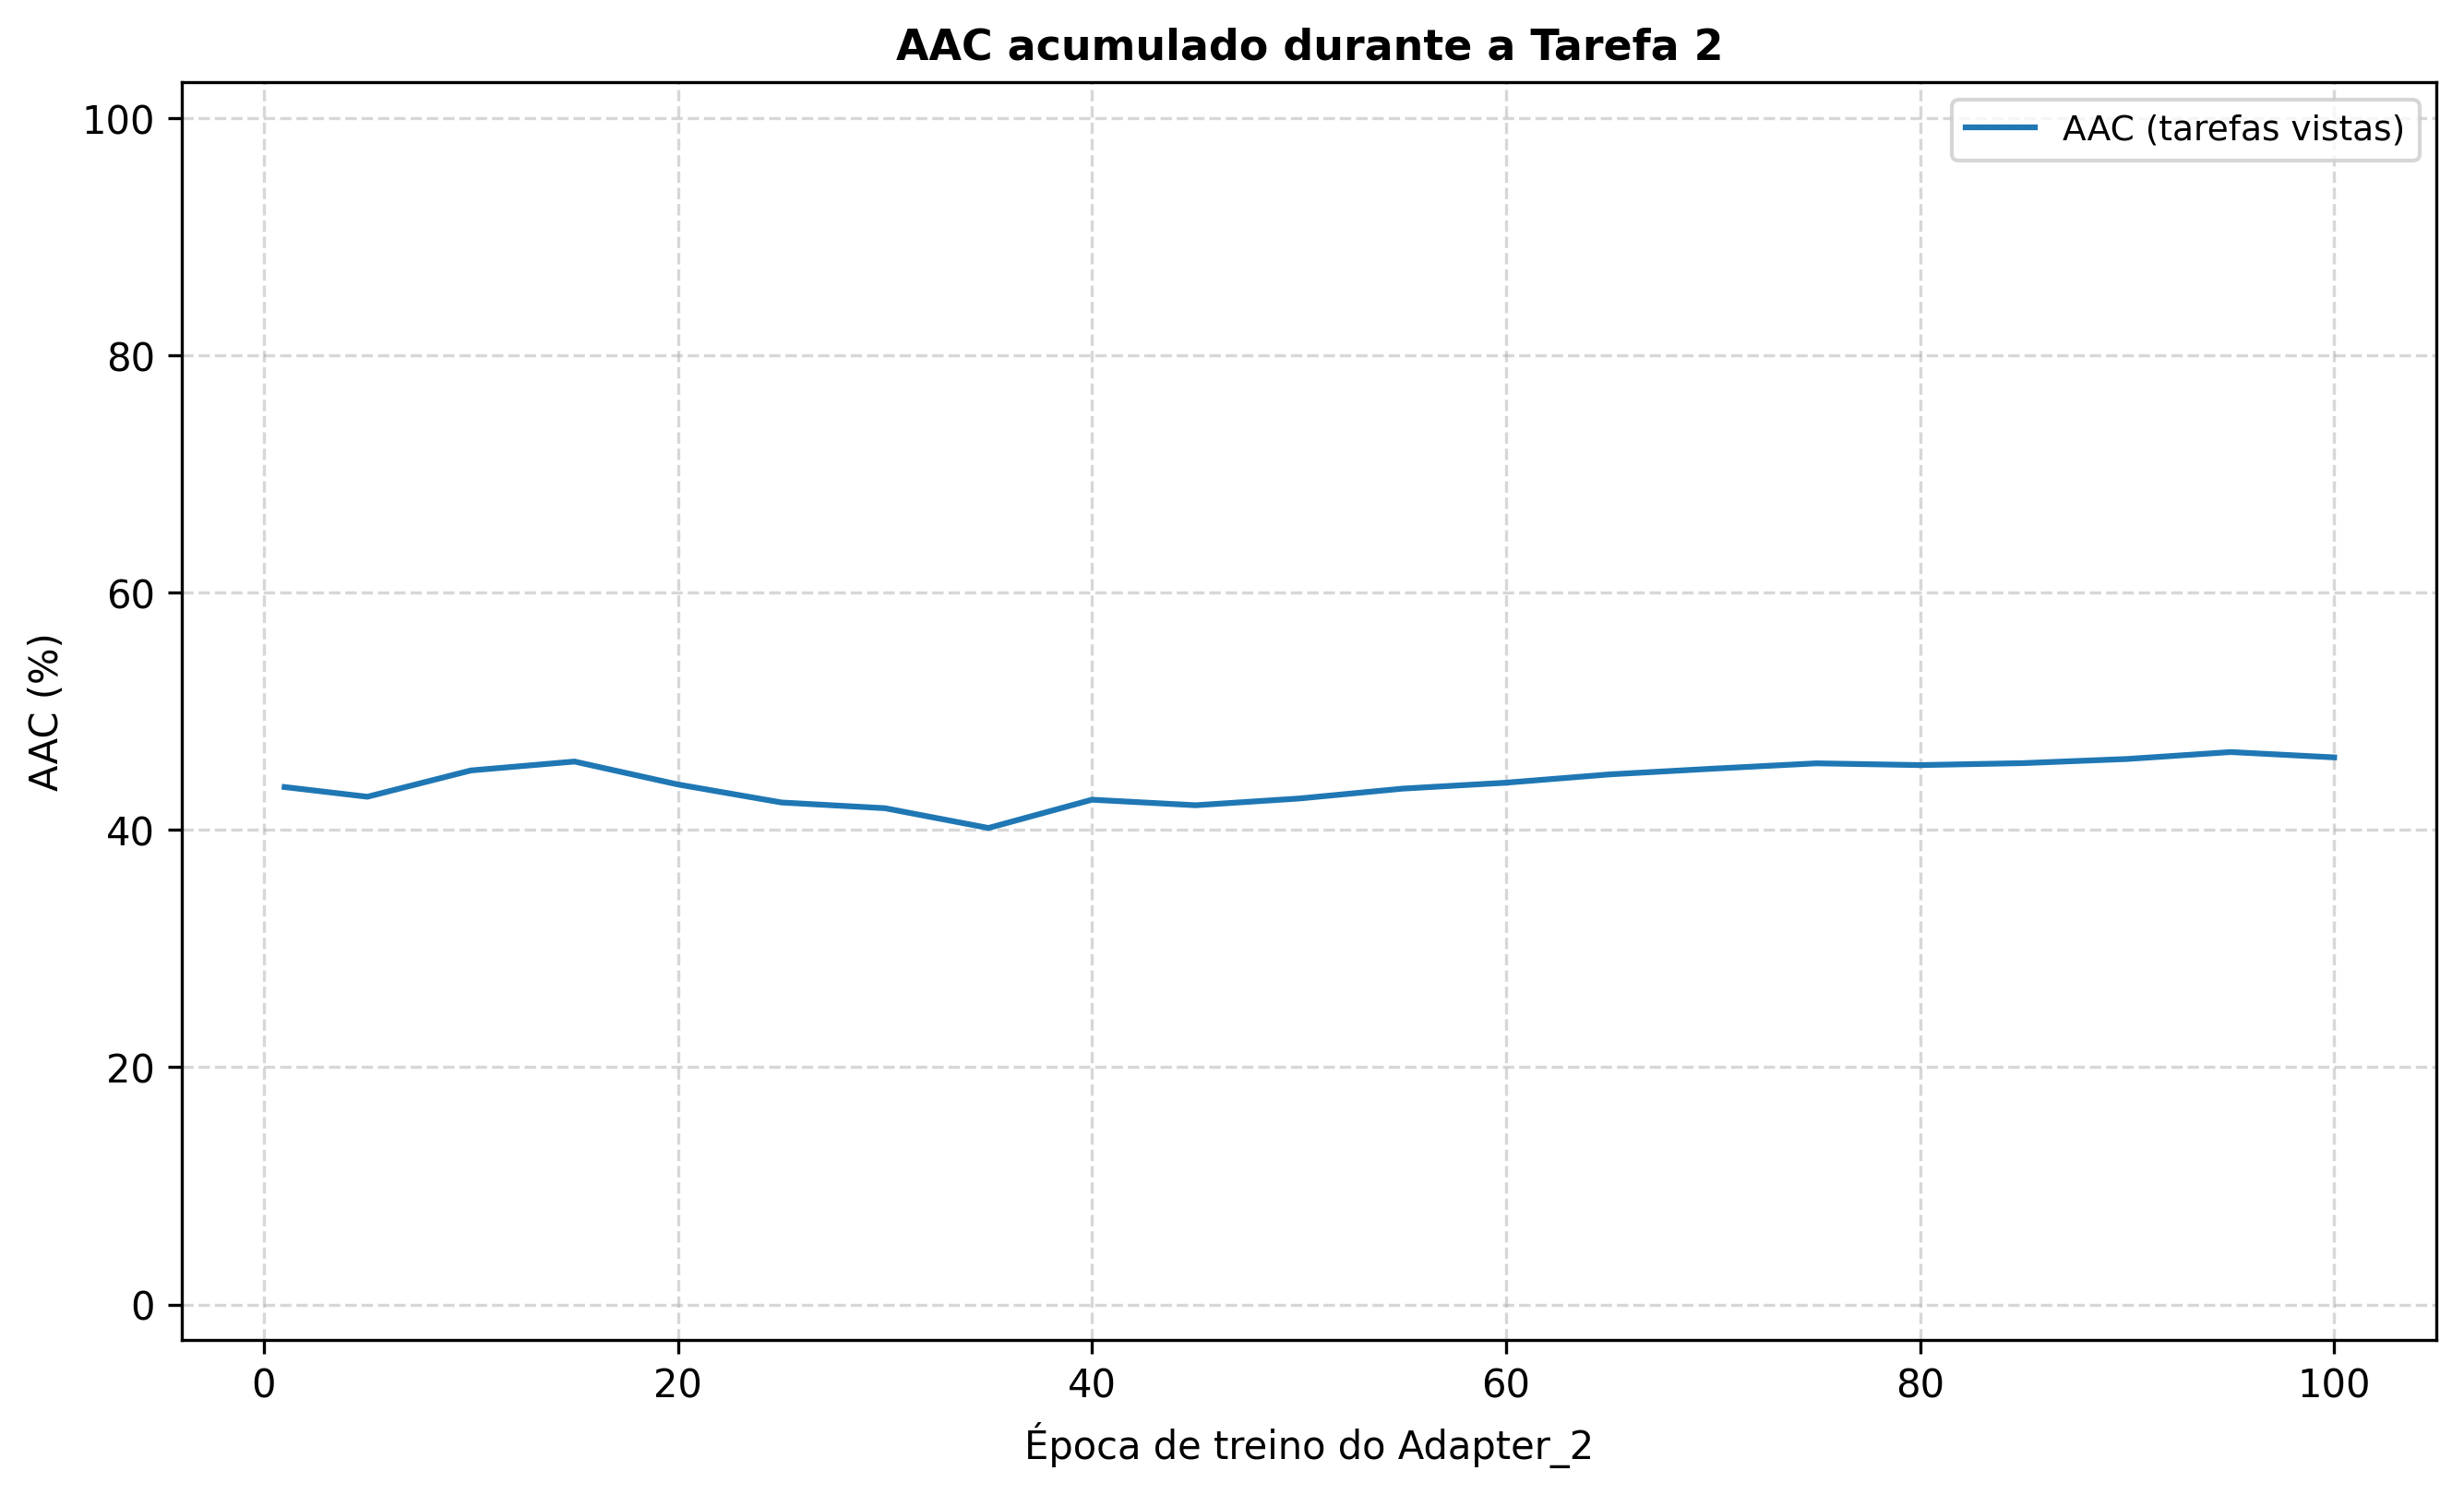 AAC acumulado durante a Tarefa 2
AAC (tarefas vistas)
100
80
60
40
20
0
AAC (%)
0 20 40 60 80 100
Época de treino do Adapter_2